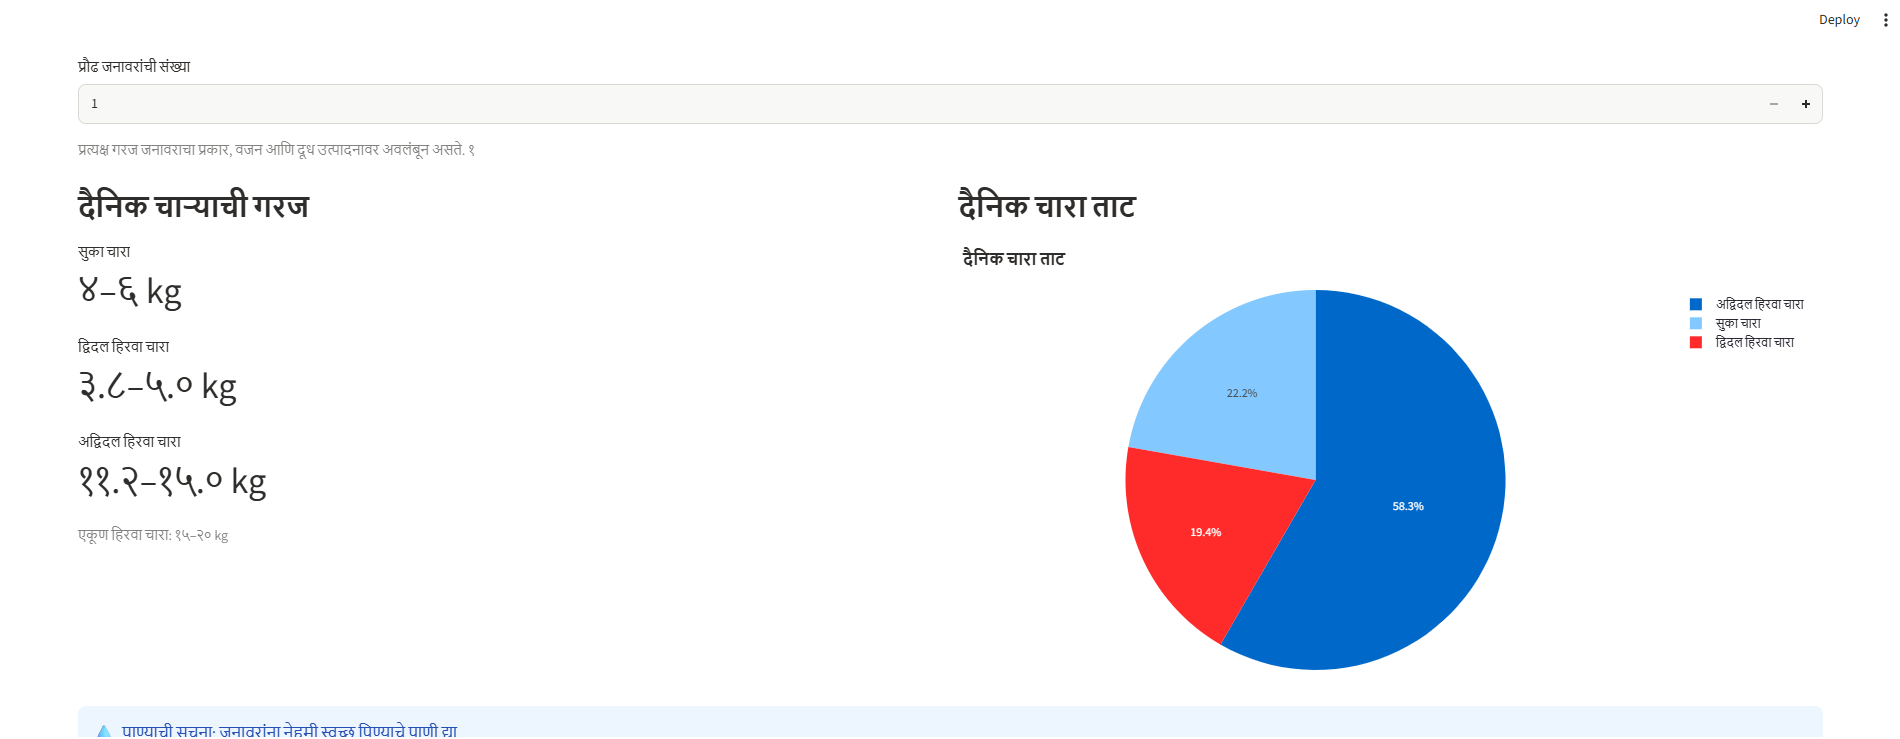 Deploy
प्रौढ जनावरांची संख्या
1
प्रत्यक्ष गरज जनावराचा प्रकार, वजन आणि दूध उत्पादनावर अवलंबून असते. १
दैनिक चाऱ्याची गरज
सुका चारा
४–६ kg
द्विदल हिरवा चारा
३.८–५.० kg
अद्विदल हिरवा चारा
११.२–१५.० kg
एकूण हिरवा चारा: १५–२० kg
दैनिक चारा ताट
दैनिक चारा ताट
अद्विदल हिरवा चारा
सुका चारा
द्विदल हिरवा चारा
22.2%
58.3%
19.4%
पाण्याची सूचना: जनावरांना नेहमी स्वच्छ पिण्याचे पाणी द्या